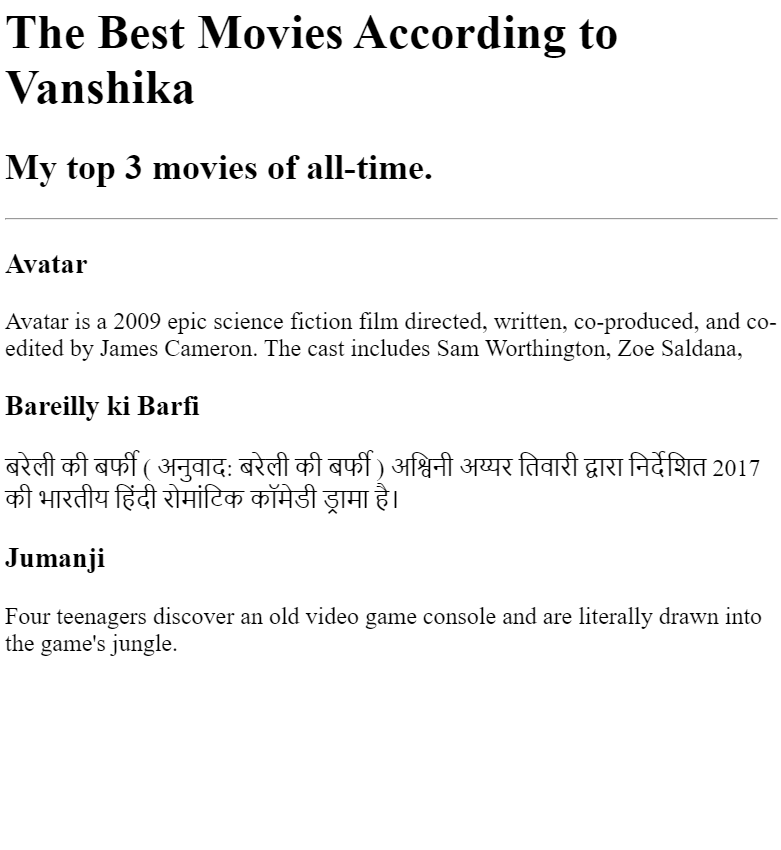 The Best Movies According to
Vanshika
My top 3 movies of all-time.
Avatar
Avatar is a 2009 epic science fiction film directed, written, co-produced, and co-
edited by James Cameron. The cast includes Sam Worthington, Zoe Saldana,
Bareilly ki Barfi
बरेली की बर्फी ( अनुवाद: बरेली की बर्फी ) अश्विनी अय्यर तिवारी द्वारा निर्देशित 2017
की भारतीय हिंदी रोमांटिक कॉमेडी ड्रामा है।
Jumanji
Four teenagers discover an old video game console and are literally drawn into
the game's jungle.